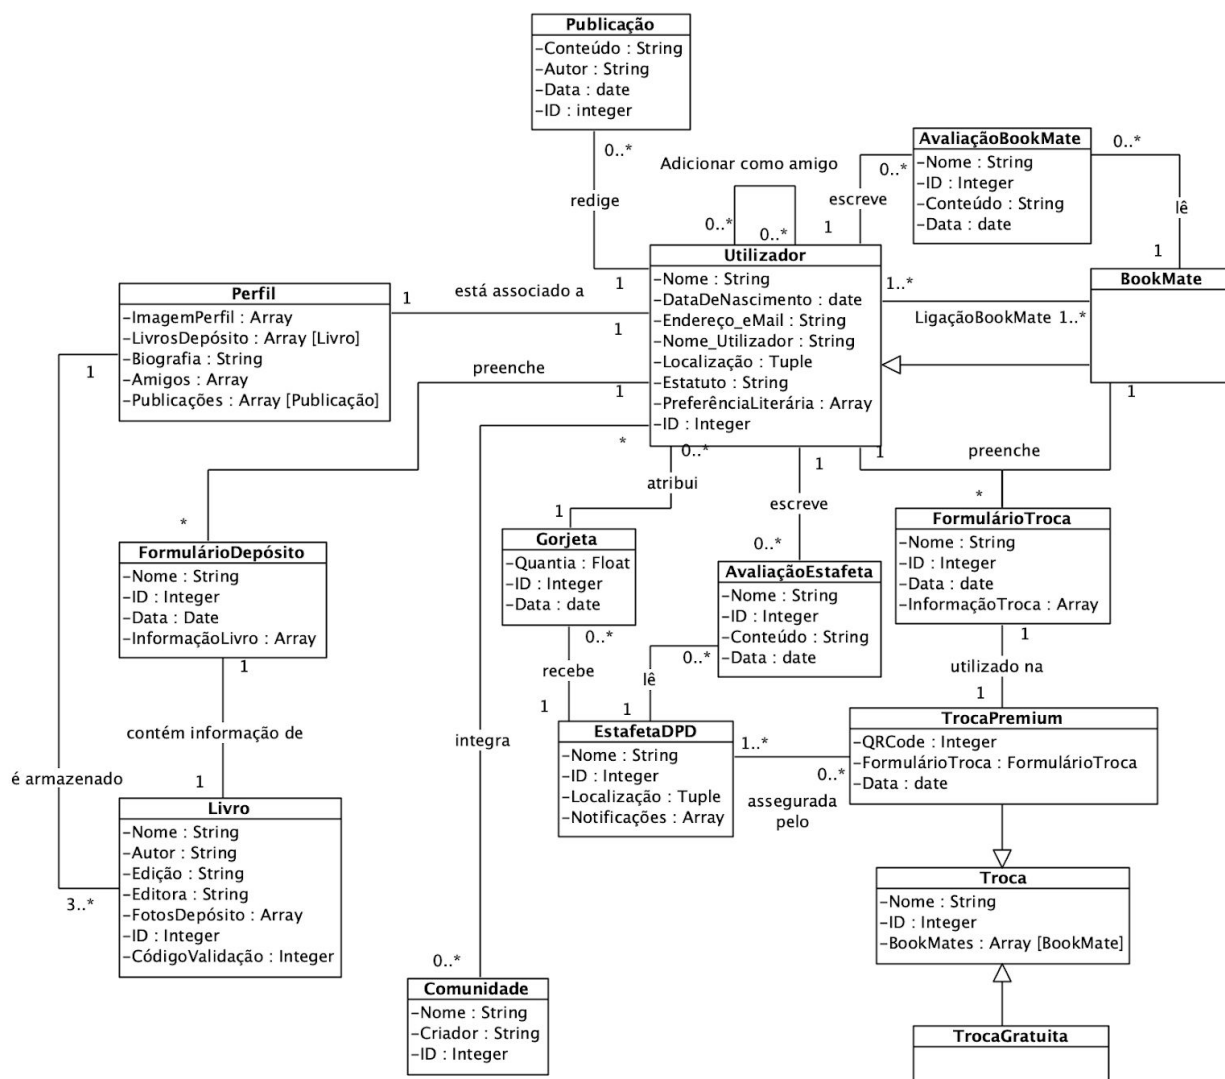 Publicação
-Conteúdo : String
-Autor : String
-Data : date
-ID : integer
0..*
redige
1
Adicionar como amigo
0..*
0..*
AvaliaçãoBookMate
-Nome : String
-ID : Integer
-Conteúdo : String
-Data : date
0..*
escreve
1
0..*
lê
1
Perfil
-ImagemPerfil : Array
-LivrosDepósito : Array [Livro]
-Biografia : String
-Amigos : Array
-Publicações : Array [Publicação]
1
está associado a
1
Utilizador
-Nome : String
-DataDeNascimento : date
-Endereço_eMail : String
-Nome_Utilizador : String
-Localização : Tuple
-Estatuto : String
-PreferênciaLiterária : Array
-ID : Integer
BookMate
1..*
LigaçãoBookMate 1..*
1
é armazenado
3..*
preenche
1
*
*
integra
0..*
0..*
atribui
1
1
escreve
0..*
1
preenche
1
*
FormulárioDepósito
-Nome : String
-ID : Integer
-Data : Date
-InformaçãoLivro : Array
1
contém informação de
1
Gorjeta
-Quantia : Float
-ID : Integer
-Data : date
0..*
recebe
1
AvaliaçãoEstafeta
-Nome : String
-ID : Integer
-Conteúdo : String
-Data : date
0..*
lê
1
FormulárioTroca
-Nome : String
-ID : Integer
-Data : date
-InformaçãoTroca : Array
1
utilizado na
1
EstafetaDPD
-Nome : String
-ID : Integer
-Localização : Tuple
-Notificações : Array
1..*
0..*
assegurada
pelo
TrocaPremium
-QRCode : Integer
-FormulárioTroca : FormulárioTroca
-Data : date
Livro
-Nome : String
-Autor : String
-Edição : String
-Editora : String
-FotosDepósito : Array
-ID : Integer
-CódigoValidação : Integer
Troca
-Nome : String
-ID : Integer
-BookMates : Array [BookMate]
Comunidade
-Nome : String
-Criador : String
-ID : Integer
TrocaGratuita